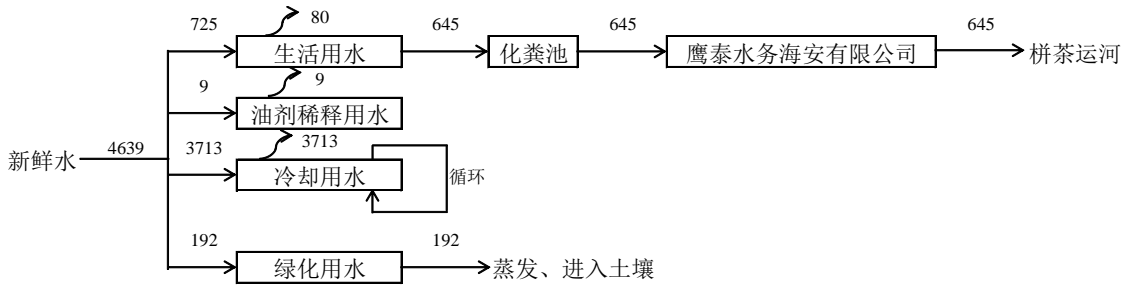 80
725
645
645
645
生活用水
化粪池
鹰泰水务海安有限公司
栟茶运河
9
9
油剂稀释用水
新鲜水
4639
3713
3713
冷却用水
循环
192
192
绿化用水
蒸发、进入土壤